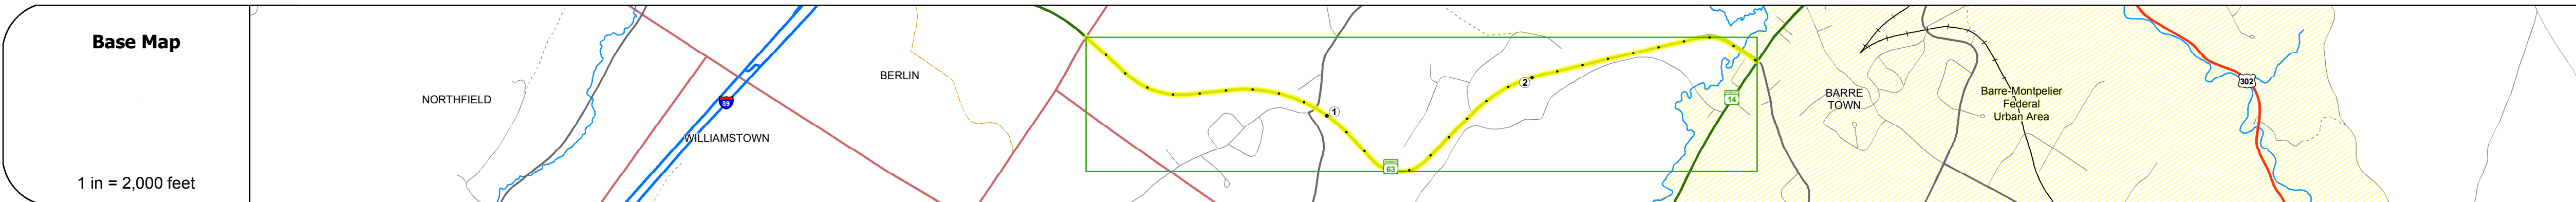 Base Map
1 in = 2,000 feet
NORTHFIELD
89
WILLIAMSTOWN
BERLIN
1
63
2
14
BARRE
TOWN
Barre-Montpelier
Federal
Urban Area
302